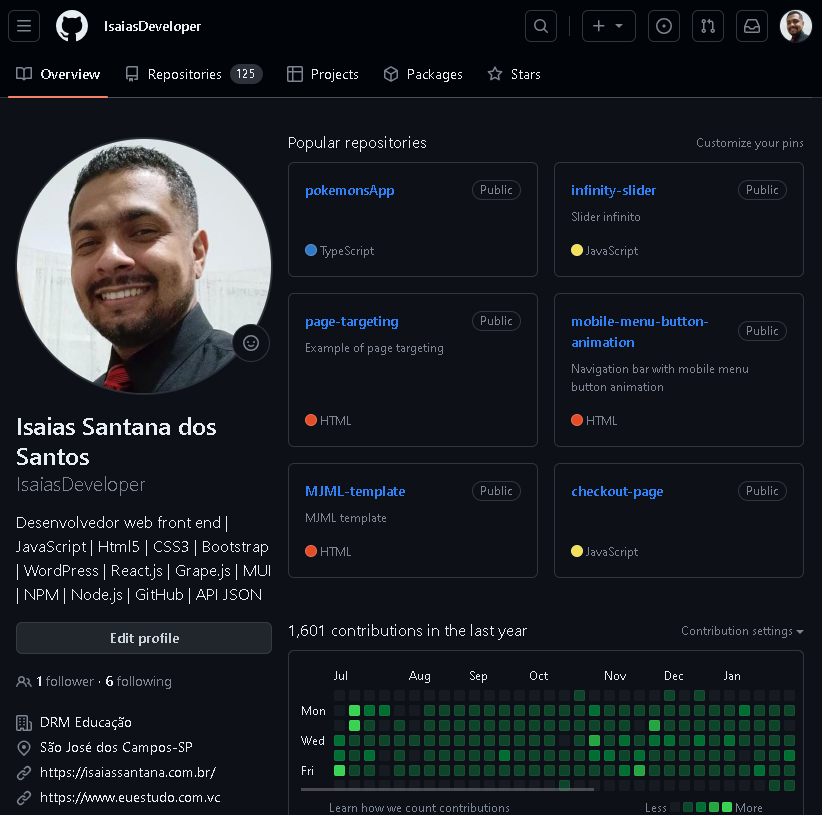 IsaiasDeveloper
Overview
Repositories 125
Projects
Packages
Stars
Isaias Santana dos
Santos
IsaiasDeveloper
Desenvolvedor web front end |
JavaScript | Html5 | CSS3 | Bootstrap
| WordPress | React.js | Grape.js | MUI
| NPM | Node.js | GitHub | API JSON
Edit profile
1 follower · 6 following
DRM Educação
São José dos Campos-SP
https://isaiassantana.com.br/
https://www.euestudo.com.vc
Popular repositories
Customize your pins
pokemonsApp
Public
TypeScript
infinity-slider
Public
Slider infinito
JavaScript
page-targeting
Public
Example of page targeting
HTML
mobile-menu-button-
animation
Public
Navigation bar with mobile menu
button animation
HTML
MJML-template
Public
MJML template
HTML
checkout-page
Public
JavaScript
1,601 contributions in the last year
Contribution settings
Jul Aug Sep Oct Nov Dec Jan
Mon
Wed
Fri
Learn how we count contributions
Less
More